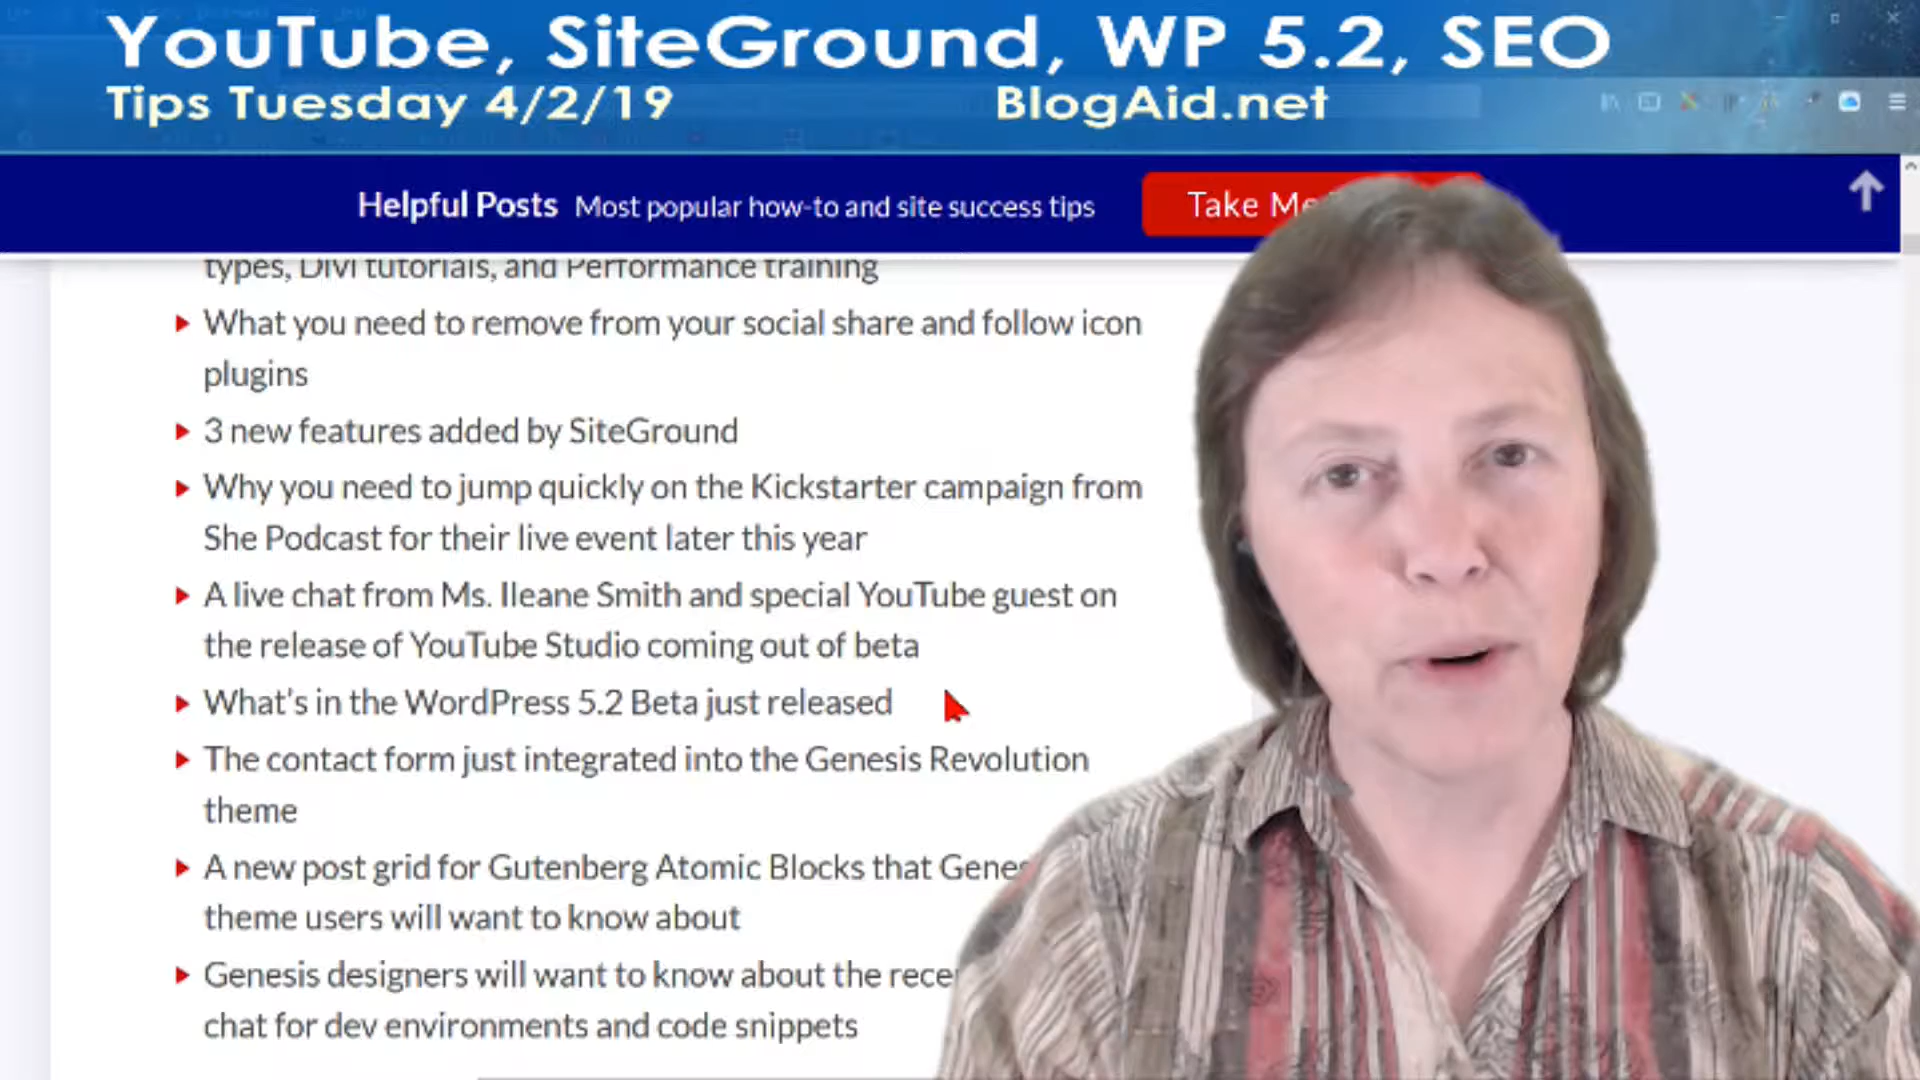 YouTube, SiteGround, WP 5.2, SEO
Tips Tuesday 4/2/19
BlogAid.net
Helpful Posts Most popular how-to and site success tips
Take Me
types, Divi tutorials, and Performance training
What you need to remove from your social share and follow icon
plugins
3 new features added by SiteGround
Why you need to jump quickly on the Kickstarter campaign from
She Podcast for their live event later this year
A live chat from Ms. Ileane Smith and special YouTube guest on
the release of YouTube Studio coming out of beta
What's in the WordPress 5.2 Beta just released
The contact form just integrated into the Genesis Revolution
theme
A new post grid for Gutenberg Atomic Blocks that Genes
theme users will want to know about
Genesis designers will want to know about the rece
chat for dev environments and code snippets